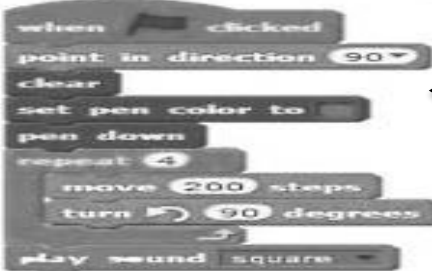 when clicked
point in direction 90
clear
set pen color to
pen down
repeat 4
move 200 steps
turn 90 degrees
play sound square